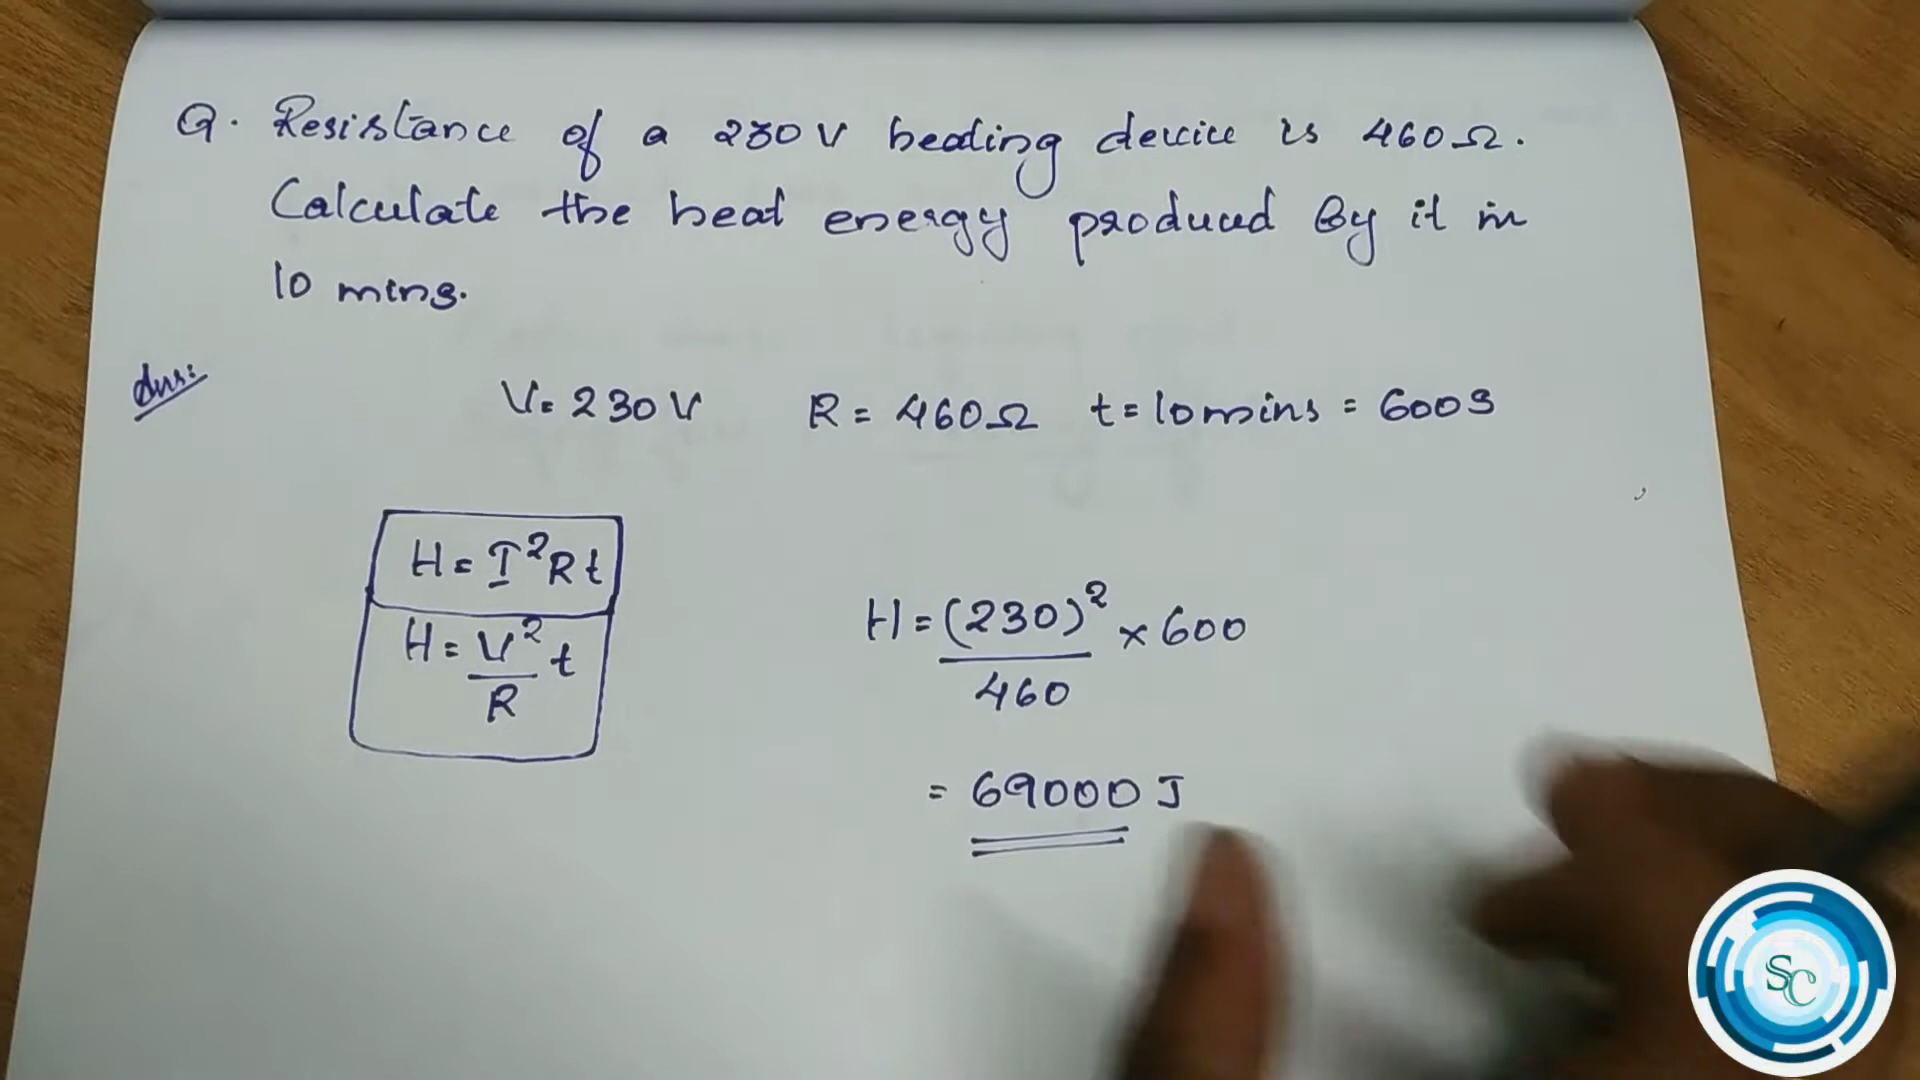 Q. Resistance of a 230V heating device is 460Ω.
Calculate the heat energy produced by it in
10 mins.
Ans:
V = 230V R = 460Ω t = 10mins = 600s
H = I²Rt
H = V²/R t
H = (230)²/460 × 600
= 69000 J
SC